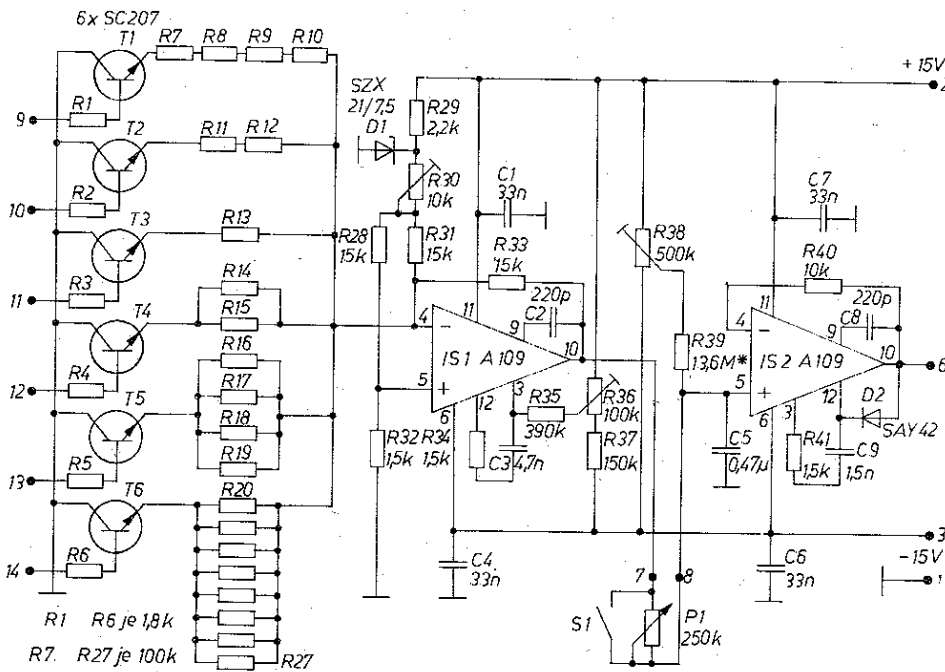 6x SC207
T1
R7
R8
R9
R10
R1
9
T2
R11
R12
R2
10
T3
R13
R3
11
R14
T4
R15
R4
12
R16
T5
R17
R18
R5
13
R19
T6
R20
R6
14
R27
R1 R6 je 1,8k
R7. R27 je 100k
SZX
21/7,5
D1
R29
2,2k
R30
10k
R28
15k
R31
15k
C1
33n
R33
15k
220p
C2
4
11
9
10
IS1 A109
5
6
12
3
R35
390k
R36
100k
R37
150k
R32
1,5k
R34
1,5k
C3
4,7n
C4
33n
R38
500k
R39
13,6M*
C7
33n
R40
10k
220p
C8
4
11
9
10
IS2 A109
5
6
3
12
D2
SAY42
C5
0,47µ
R41
1,5k
C9
1,5n
C6
33n
7
8
S1
P1
250k
+15V
2
6
3
-15V
1